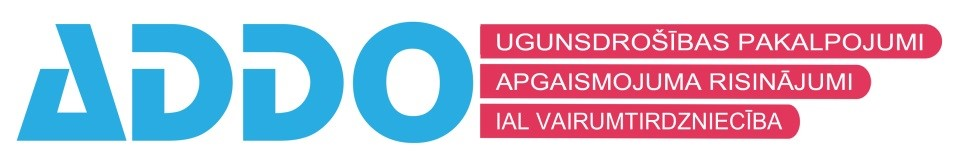 ADDO
UGUNSDROŠĪBAS PAKALPOJUMI
APGAISMOJUMA RISINĀJUMI
IAL VAIRUMTIRDZNIECĪBA